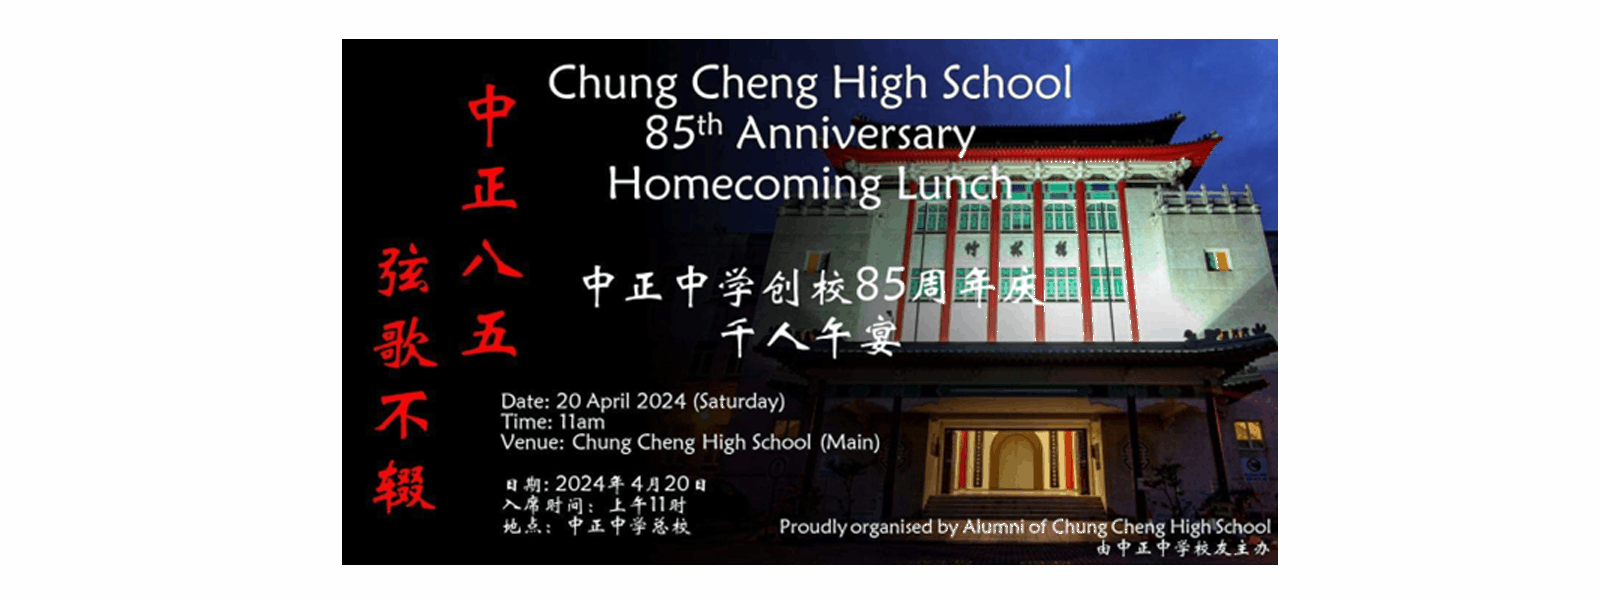 Chung Cheng High School
85th Anniversary
Homecoming Lunch
中正八五
弦歌不辍
中正中学创校85周年庆
千人午宴
Date: 20 April 2024 (Saturday)
Time: 11am
Venue: Chung Cheng High School (Main)
日期: 2024年 4月20日
入席时间：上午11时
地点：中正中学总校
Proudly organised by Alumni of Chung Cheng High School
由中正中学校友主办